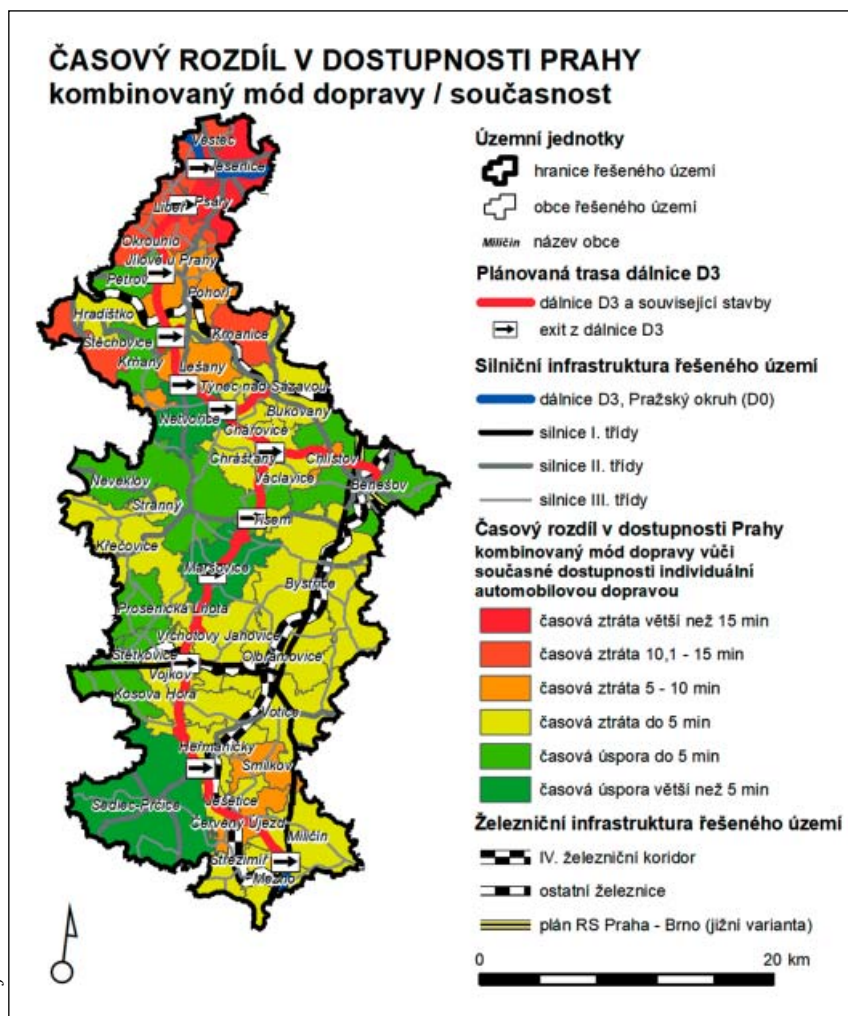 ČASOVÝ ROZDÍL V DOSTUPNOSTI PRAHY
kombinovaný mód dopravy / současnost
Vestec
Jesenice
Libeř
Psáry
Okrouhlo
Jílové u Prahy
Petrov
Pohoří
Hradištko
Krhanice
Štěchovice
Krňany
Lešany
Týnec nad Sázavou
Bukovany
Netvořice
Chářovice
Chrášťany
Chlístov
Václavice
Benešov
Neveklov
Stranný
Tisem
Křečovice
Maršovice
Bystřice
Prosenická Lhota
Vrchotovy Janovice
Štětkovice
Olbramovice
Vojkov
Kosova Hora
Votice
Heřmaničky
Smilkov
Sedlec-Prčice
Ješetice
Červený Újezd
Miličín
Střezimíř
Mezno
Územní jednotky
hranice řešeného území
obce řešeného území
Miličín název obce
Plánovaná trasa dálnice D3
dálnice D3 a související stavby
exit z dálnice D3
Silniční infrastruktura řešeného území
dálnice D3, Pražský okruh (D0)
silnice I. třídy
silnice II. třídy
silnice III. třídy
Časový rozdíl v dostupnosti Prahy
kombinovaný mód dopravy vůči
současné dostupnosti individuální
automobilovou dopravou
časová ztráta větší než 15 min
časová ztráta 10,1 - 15 min
časová ztráta 5 - 10 min
časová ztráta do 5 min
časová úspora do 5 min
časová úspora větší než 5 min
Železniční infrastruktura řešeného území
IV. železniční koridor
ostatní železnice
plán RS Praha - Brno (jižní varianta)
0 20 km